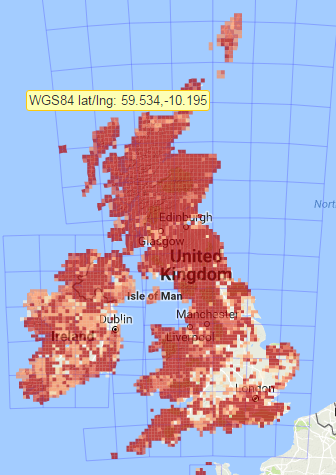 WGS84 lat/lng: 59.534,-10.195
Nort
Edinburgh
Glasgow
United
Kingdom
Isle of Man
Dublin
Manchester
Liverpool
Ireland
London